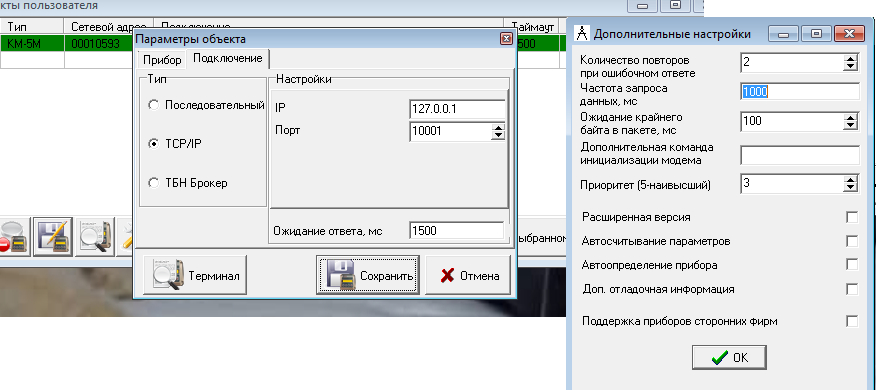 кты пользователя
Тип Сетевой адрес Подключение Таймаут
КМ-5М 00010593 500
Параметры объекта
Прибор Подключение
Тип
Последовательный
TCP/IP
ТБН Брокер
Настройки
IP 127.0.0.1
Порт 10001
Ожидание ответа, мс 1500
Терминал Сохранить Отмена
выбранном
Дополнительные настройки
Количество повторов
при ошибочном ответе 2
Частота запроса
данных, мс 1000
Ожидание крайнего
байта в пакете, мс 100
Дополнительная команда
инициализации модема
Приоритет (5-наивысший) 3
Расширенная версия
Автосчитывание параметров
Автоопределение прибора
Доп. отладочная информация
Поддержка приборов сторонних фирм
OK